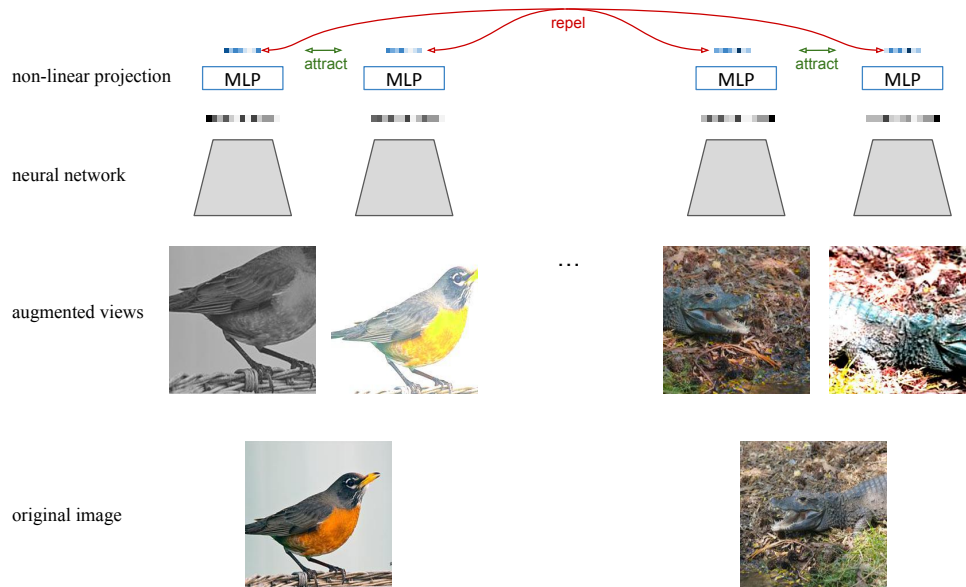 repel
attract
attract
non-linear projection
MLP
MLP
MLP
MLP
neural network
...
augmented views
original image